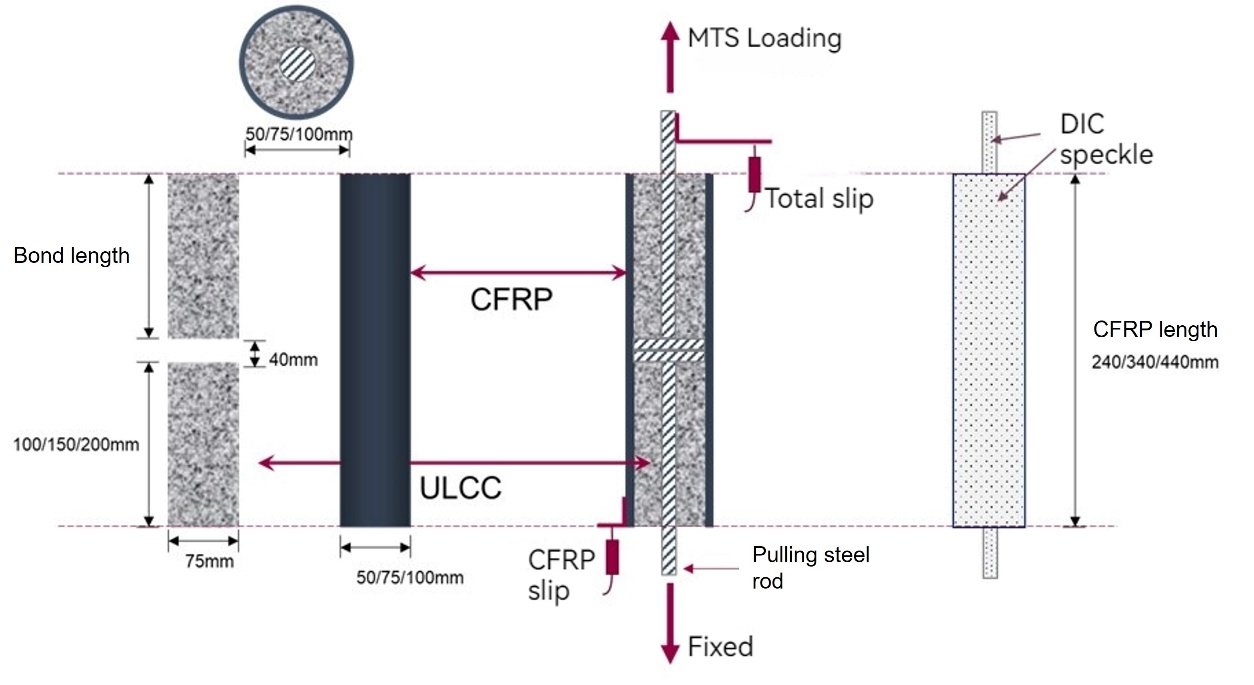 MTS Loading
50/75/100mm
DIC
speckle
Total slip
Bond length
CFRP
CFRP length
40mm
240/340/440mm
100/150/200mm
ULCC
75mm
50/75/100mm
CFRP
slip
Pulling steel
rod
Fixed